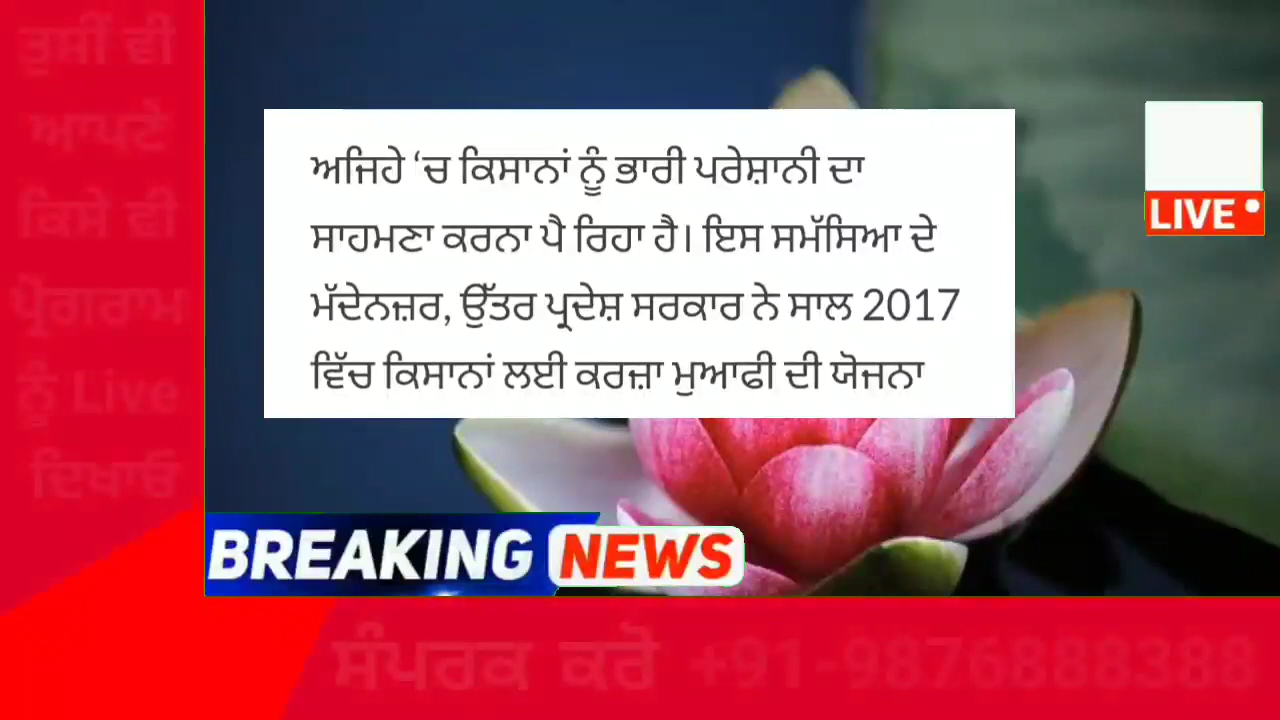 ਤੁਸੀਂ ਵੀ
ਆਪਣੇ
ਕਿਸੇ ਵੀ
ਪ੍ਰੋਗਰਾਮ
ਨੂੰ Live
ਦਿਖਾਓ
ਅਜਿਹੇ ‘ਚ ਕਿਸਾਨਾਂ ਨੂੰ ਭਾਰੀ ਪਰੇਸ਼ਾਨੀ ਦਾ
ਸਾਹਮਣਾ ਕਰਨਾ ਪੈ ਰਿਹਾ ਹੈ। ਇਸ ਸਮੱਸਿਆ ਦੇ
ਮੱਦੇਨਜ਼ਰ, ਉੱਤਰ ਪ੍ਰਦੇਸ਼ ਸਰਕਾਰ ਨੇ ਸਾਲ 2017
ਵਿੱਚ ਕਿਸਾਨਾਂ ਲਈ ਕਰਜ਼ਾ ਮੁਆਫੀ ਦੀ ਯੋਜਨਾ
LIVE
BREAKING NEWS
ਸੰਪਰਕ ਕਰੋ +91-9876888388